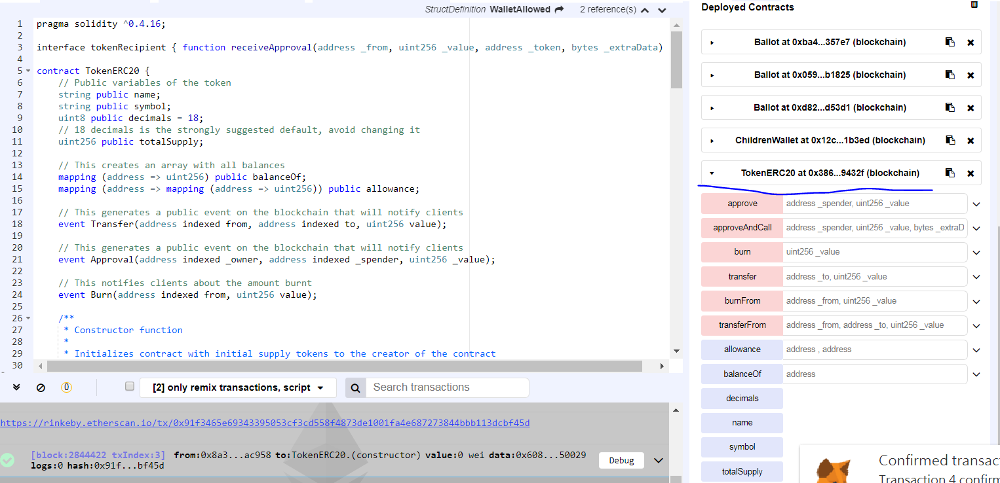 StructDefinition WalletAllowed 2 reference(s)
1 pragma solidity ^0.4.16;
2
3 interface tokenRecipient { function receiveApproval(address _from, uint256 _value, address _token, bytes _extraData)
4
5 contract TokenERC20 {
6 // Public variables of the token
7 string public name;
8 string public symbol;
9 uint8 public decimals = 18;
10 // 18 decimals is the strongly suggested default, avoid changing it
11 uint256 public totalSupply;
12
13 // This creates an array with all balances
14 mapping (address => uint256) public balanceOf;
15 mapping (address => mapping (address => uint256)) public allowance;
16
17 // This generates a public event on the blockchain that will notify clients
18 event Transfer(address indexed from, address indexed to, uint256 value);
19
20 // This generates a public event on the blockchain that will notify clients
21 event Approval(address indexed _owner, address indexed _spender, uint256 _value);
22
23 // This notifies clients about the amount burnt
24 event Burn(address indexed from, uint256 value);
25
26 /**
27 * Constructor function
28 *
29 * Initializes contract with initial supply tokens to the creator of the contract
30
0 [2] only remix transactions, script Search transactions
https://rinkeby.etherscan.io/tx/0x91f3465e69343395053cf3cd558f4873de1001fa4e687273844bbb113dcbf45d
[block:2844422 txIndex:3] from:0x8a3...ac958 to:TokenERC20.(constructor) value:0 wei data:0x608...50029
logs:0 hash:0x91f...bf45d
Debug
Deployed Contracts
Ballot at 0xba4...357e7 (blockchain)
Ballot at 0x059...b1825 (blockchain)
Ballot at 0xd82...d53d1 (blockchain)
ChildrenWallet at 0x12c...1b3ed (blockchain)
TokenERC20 at 0x386...9432f (blockchain)
approve address _spender, uint256 _value
approveAndCall address _spender, uint256 _value, bytes _extraD
burn uint256 _value
transfer address _to, uint256 _value
burnFrom address _from, uint256 _value
transferFrom address _from, address _to, uint256 _value
allowance address , address
balanceOf address
decimals
name
symbol
totalSupply
Confirmed transac
Transaction 4 confirm